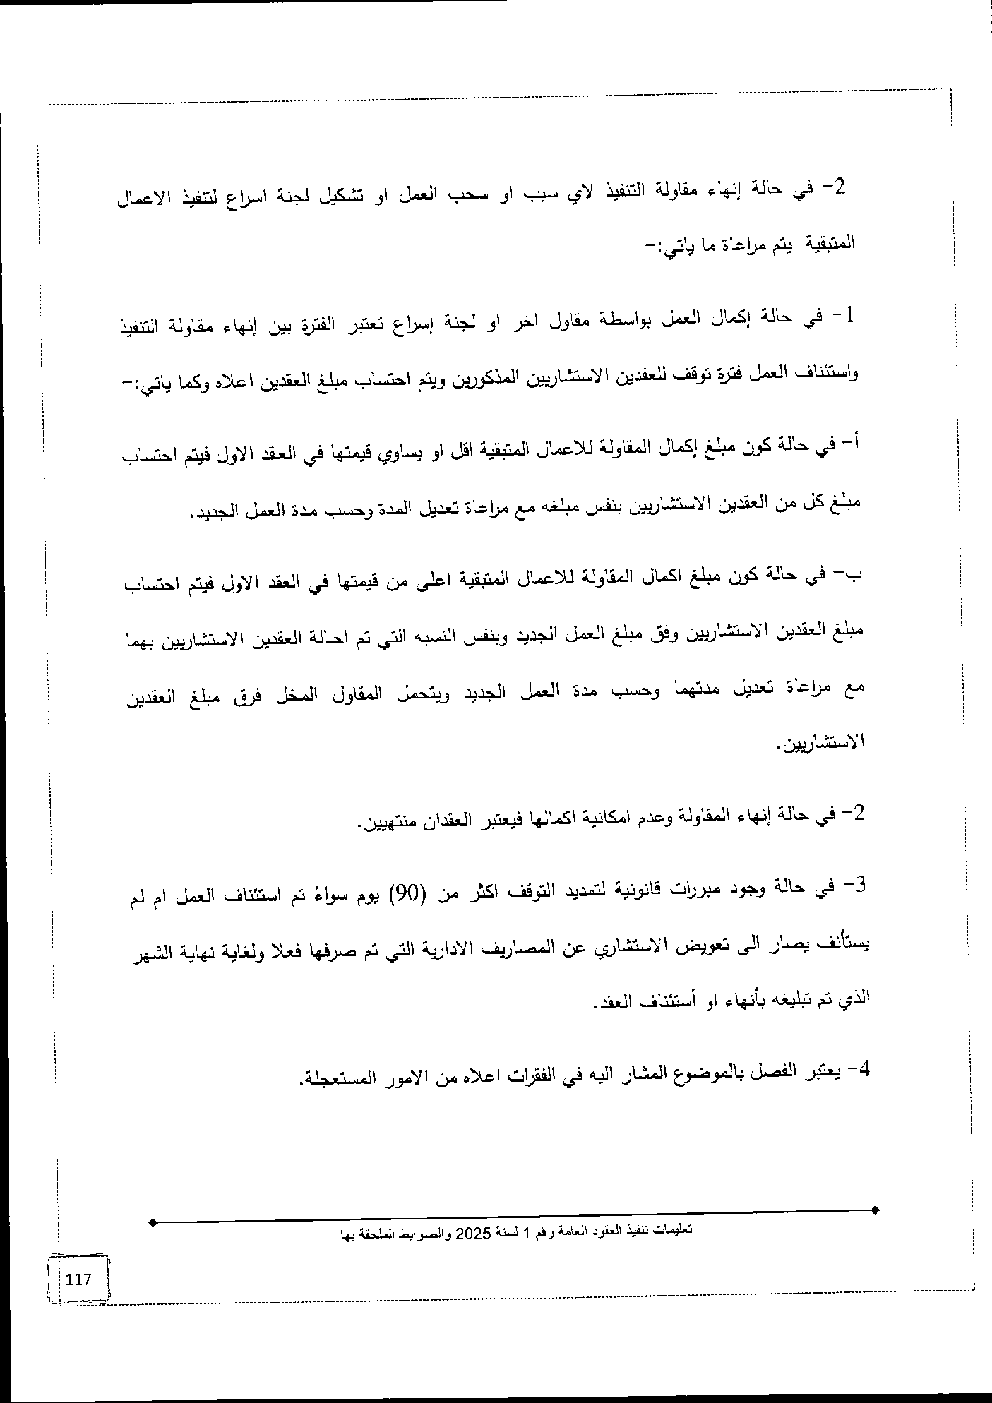 2- في حالة إنهاء مقاولة التنفيذ لاي سبب او سحب العمل او تشكيل لجنة اسراع لتنفيذ الاعمال
المتبقية يتم مراعاة ما ياتي:-
1- في حالة إكمال العمل بواسطة مقاول اخر او لجنة إسراع تعتبر الفترة بين إنهاء مقاولة التنفيذ
واستئناف العمل فترة توقف للعقدين الاستشاريين المذكورين ويتم احتساب مبلغ العقدين اعلاه وكما ياتي:-
أ- في حالة كون مبلغ إكمال المقاولة للاعمال المتبقية اقل او يساوي قيمتها في العقد الاول فيتم احتساب
مبلغ كل من العقدين الاستشاريين بنفس مبلغه مع مراعاة تعديل المدة وحسب مدة العمل الجديد.
ب- في حالة كون مبلغ اكمال المقاولة للاعمال المتبقية اعلى من قيمتها في العقد الاول فيتم احتساب
مبلغ العقدين الاستشاريين وفق مبلغ العمل الجديد وبنفس النسبه التي تم احالة العقدين الاستشاريين بهما
مع مراعاة تعديل مدتهما وحسب مدة العمل الجديد ويتحمل المقاول المخل فرق مبلغ العقدين
الاستشاريين.
2- في حالة إنهاء المقاولة وعدم امكانية اكمالها فيعتبر العقدان منتهيين.
3- في حالة وجود مبررات قانونية لتمديد التوقف اكثر من (90) يوم سواءً تم استئناف العمل ام لم
يستأنف يصار الى تعويض الاستشاري عن المصاريف الادارية التي تم صرفها فعلا ولغاية نهاية الشهر
الذي تم تبليغه بأنهاء او أستئناف العقد.
4- يعتبر الفصل بالموضوع المشار اليه في الفقرات اعلاه من الامور المستعجلة.
تعليمات تنفيذ العقود العامة رقم 1 لسنة 2025 والضوابط الملحقة بها
117